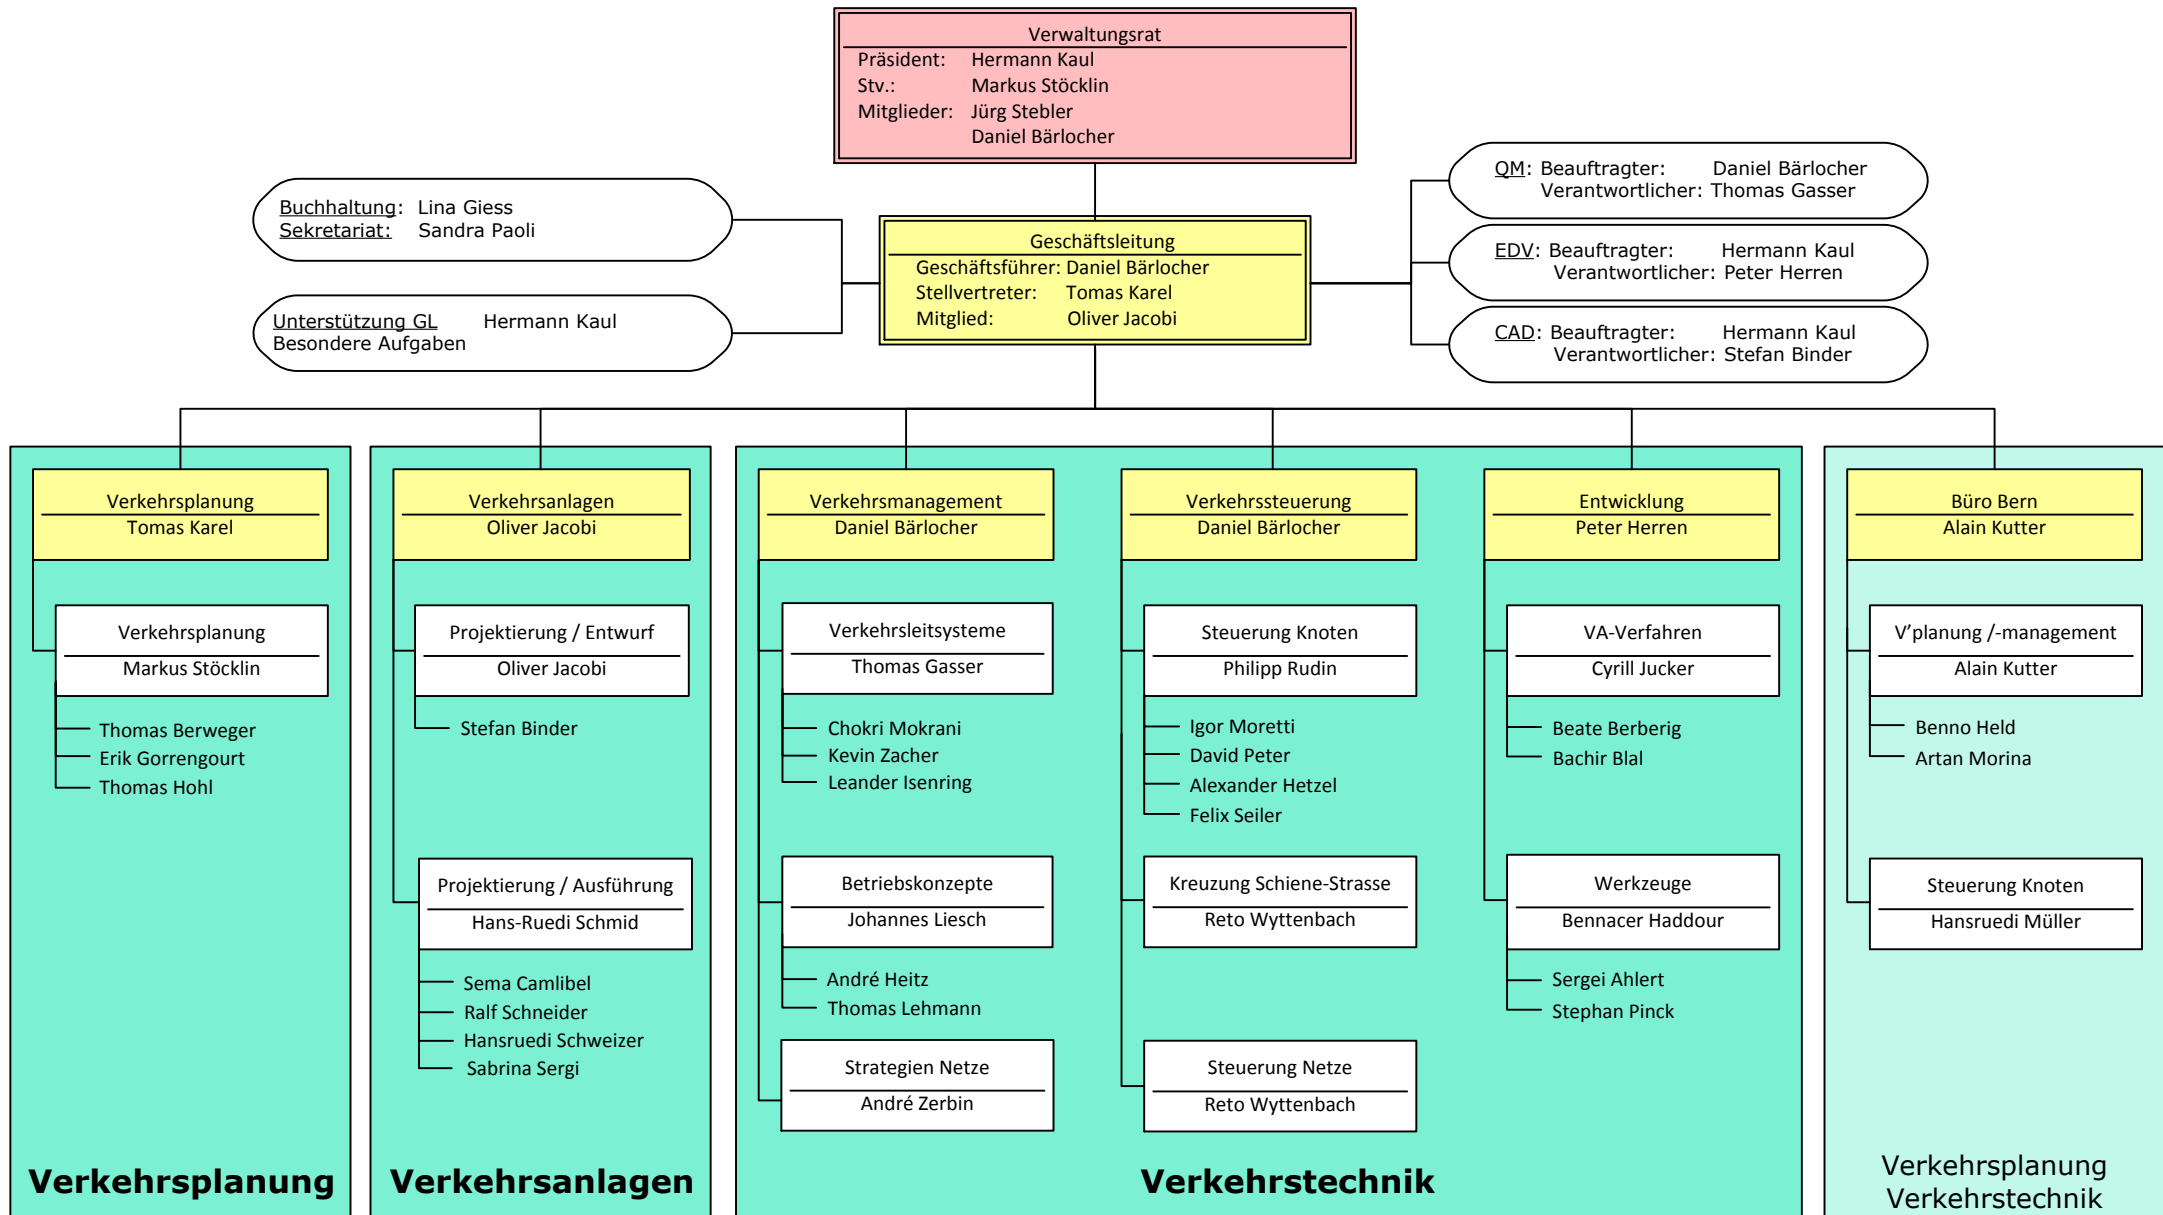 Verwaltungsrat
Präsident: Hermann Kaul
Stv.: Markus Stöcklin
Mitglieder: Jürg Stebler
Daniel Bärlocher
Buchhaltung: Lina Giess
Sekretariat: Sandra Paoli
Unterstützung GL Hermann Kaul
Besondere Aufgaben
Geschäftsleitung
Geschäftsführer: Daniel Bärlocher
Stellvertreter: Tomas Karel
Mitglied: Oliver Jacobi
QM: Beauftragter: Daniel Bärlocher
Verantwortlicher: Thomas Gasser
EDV: Beauftragter: Hermann Kaul
Verantwortlicher: Peter Herren
CAD: Beauftragter: Hermann Kaul
Verantwortlicher: Stefan Binder
Verkehrsplanung
Tomas Karel
Verkehrsplanung
Markus Stöcklin
Thomas Berweger
Erik Gorrengourt
Thomas Hohl
Verkehrsplanung
Verkehrsanlagen
Oliver Jacobi
Projektierung / Entwurf
Oliver Jacobi
Stefan Binder
Projektierung / Ausführung
Hans-Ruedi Schmid
Sema Camlibel
Ralf Schneider
Hansruedi Schweizer
Sabrina Sergi
Verkehrsanlagen
Verkehrsmanagement
Daniel Bärlocher
Verkehrsleitsysteme
Thomas Gasser
Chokri Mokrani
Kevin Zacher
Leander Isenring
Betriebskonzepte
Johannes Liesch
André Heitz
Thomas Lehmann
Strategien Netze
André Zerbin
Verkehrssteuerung
Daniel Bärlocher
Steuerung Knoten
Philipp Rudin
Igor Moretti
David Peter
Alexander Hetzel
Felix Seiler
Kreuzung Schiene-Strasse
Reto Wyttenbach
Steuerung Netze
Reto Wyttenbach
Entwicklung
Peter Herren
VA-Verfahren
Cyrill Jucker
Beate Berberig
Bachir Blal
Werkzeuge
Bennacer Haddour
Sergei Ahlert
Stephan Pinck
Verkehrstechnik
Büro Bern
Alain Kutter
V'planung /-management
Alain Kutter
Benno Held
Artan Morina
Steuerung Knoten
Hansruedi Müller
Verkehrsplanung
Verkehrstechnik